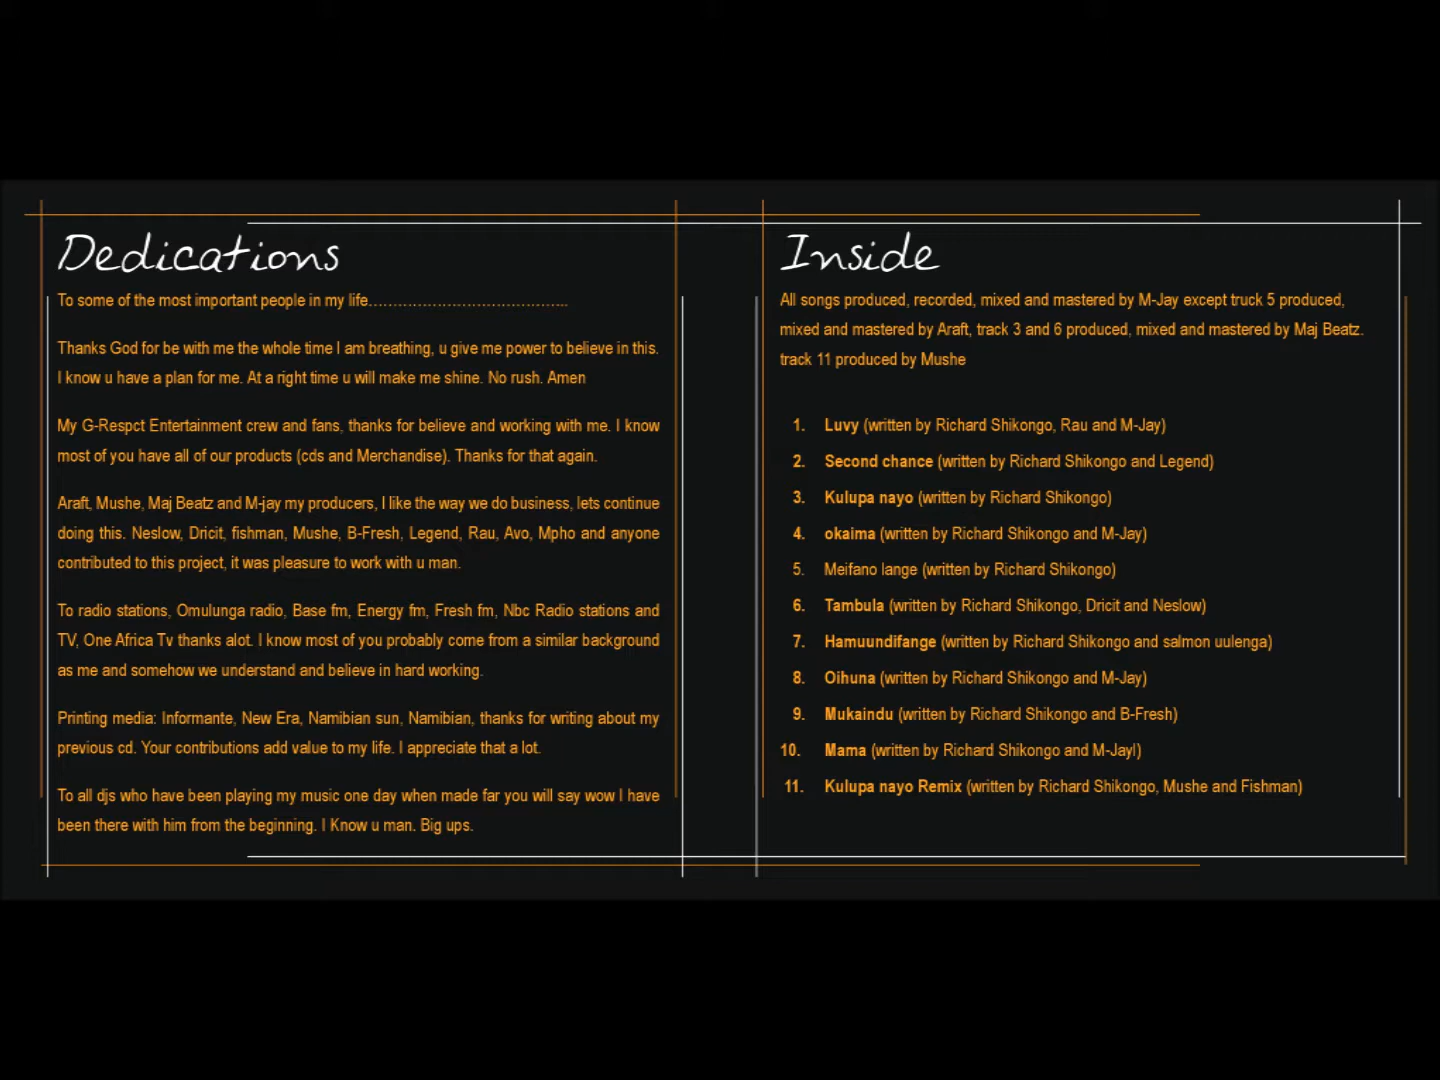 Dedications
To some of the most important people in my life…………………………………..
Thanks God for be with me the whole time I am breathing, u give me power to believe in this.
I know u have a plan for me. At a right time u will make me shine. No rush. Amen
My G-Respct Entertainment crew and fans, thanks for believe and working with me. I know
most of you have all of our products (cds and Merchandise). Thanks for that again.
Araft, Mushe, Maj Beatz and M-jay my producers, I like the way we do business, lets continue
doing this. Neslow, Dricit, fishman, Mushe, B-Fresh, Legend, Rau, Avo, Mpho and anyone
contributed to this project, it was pleasure to work with u man.
To radio stations, Omulunga radio, Base fm, Energy fm, Fresh fm, Nbc Radio stations and
TV, One Africa Tv thanks alot. I know most of you probably come from a similar background
as me and somehow we understand and believe in hard working.
Printing media: Informante, New Era, Namibian sun, Namibian, thanks for writing about my
previous cd. Your contributions add value to my life. I appreciate that a lot.
To all djs who have been playing my music one day when made far you will say wow I have
been there with him from the beginning. I Know u man. Big ups.
Inside
All songs produced, recorded, mixed and mastered by M-Jay except truck 5 produced,
mixed and mastered by Araft, track 3 and 6 produced, mixed and mastered by Maj Beatz.
track 11 produced by Mushe
1. Luvy (written by Richard Shikongo, Rau and M-Jay)
2. Second chance (written by Richard Shikongo and Legend)
3. Kulupa nayo (written by Richard Shikongo)
4. okaima (written by Richard Shikongo and M-Jay)
5. Meifano lange (written by Richard Shikongo)
6. Tambula (written by Richard Shikongo, Dricit and Neslow)
7. Hamuundifange (written by Richard Shikongo and salmon uulenga)
8. Oihuna (written by Richard Shikongo and M-Jay)
9. Mukaindu (written by Richard Shikongo and B-Fresh)
10. Mama (written by Richard Shikongo and M-Jay!)
11. Kulupa nayo Remix (written by Richard Shikongo, Mushe and Fishman)